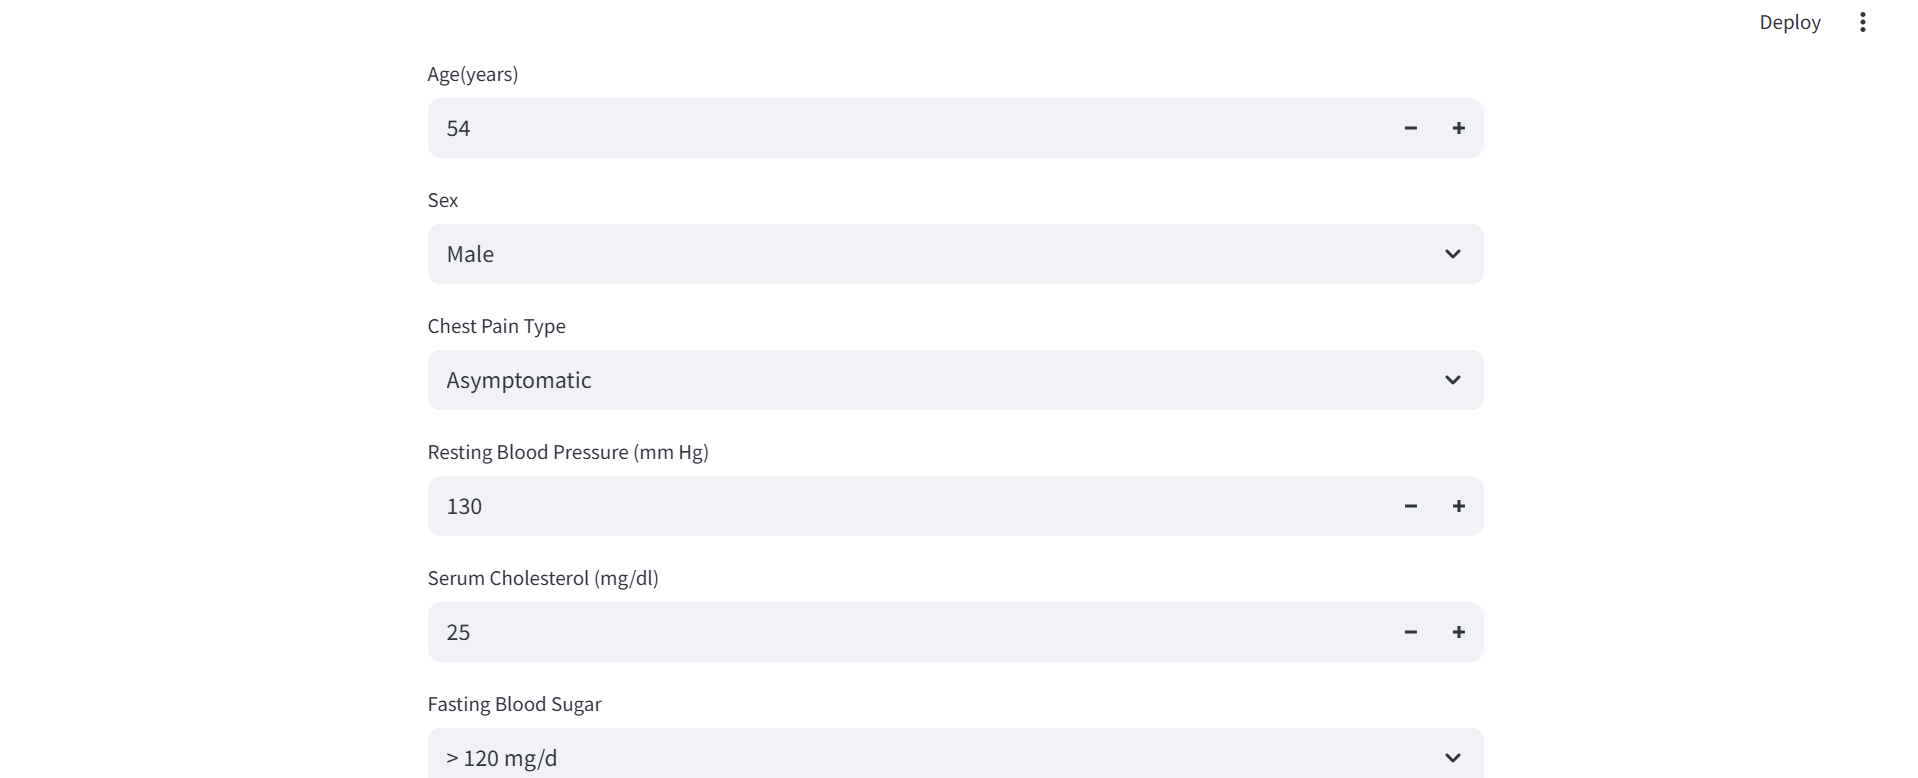 Deploy
Age(years)
54
Sex
Male
Chest Pain Type
Asymptomatic
Resting Blood Pressure (mm Hg)
130
Serum Cholesterol (mg/dl)
25
Fasting Blood Sugar
> 120 mg/d